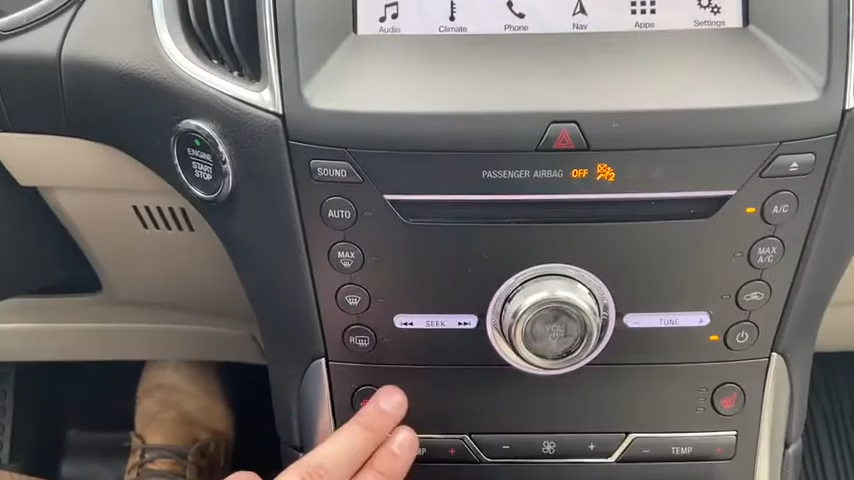 Audio Climate Phone Nav Apps Settings
ENGINE
START
STOP
SOUND
PASSENGER AIRBAG OFF
AUTO
A/C
MAX
MAX
A/C
SEEK
VOL
TUNE
R
TEMP